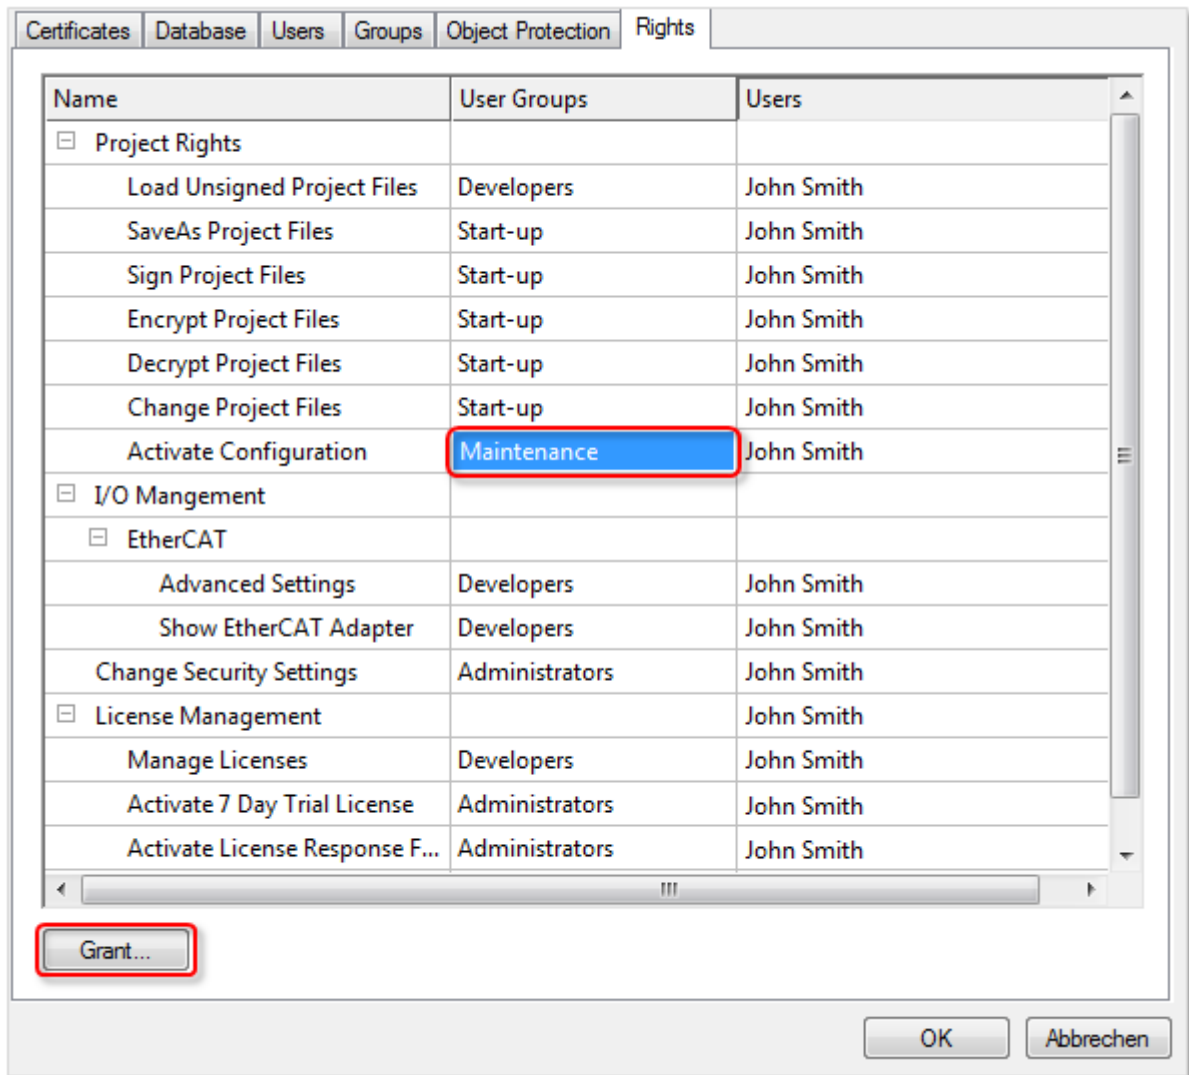 Certificates Database Users Groups Object Protection Rights
Name User Groups Users
Project Rights
Load Unsigned Project Files Developers John Smith
SaveAs Project Files Start-up John Smith
Sign Project Files Start-up John Smith
Encrypt Project Files Start-up John Smith
Decrypt Project Files Start-up John Smith
Change Project Files Start-up John Smith
Activate Configuration Maintenance John Smith
I/O Mangement
EtherCAT
Advanced Settings Developers John Smith
Show EtherCAT Adapter Developers John Smith
Change Security Settings Administrators John Smith
License Management John Smith
Manage Licenses Developers John Smith
Activate 7 Day Trial License Administrators John Smith
Activate License Response F... Administrators John Smith
Grant...
OK Abbrechen